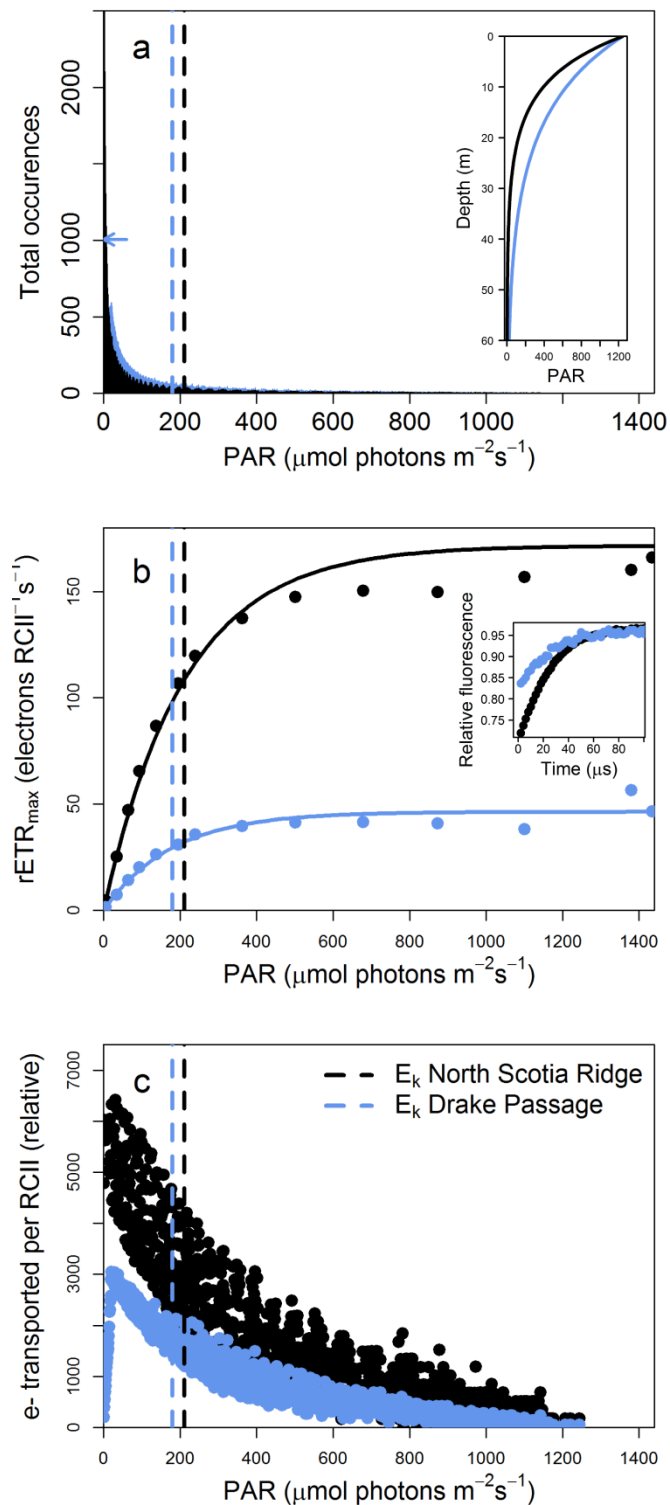 a
Total occurences
0 500 1000 2000
0 200 400 600 800 1000 1400
PAR (μmol photons m⁻²s⁻¹)
Depth (m)
0
10
20
30
40
50
60
0 400 800 1200
PAR
b
rETRmax (electrons RCII⁻¹s⁻¹)
0 50 100 150
0 200 400 600 800 1000 1400
PAR (μmol photons m⁻²s⁻¹)
Relative fluorescence
0.75 0.80 0.85 0.90 0.95
0 20 40 60 80
Time (μs)
c
e- transported per RCII (relative)
0 1000 3000 5000 7000
Ek North Scotia Ridge
Ek Drake Passage
0 200 400 600 800 1000 1400
PAR (μmol photons m⁻²s⁻¹)